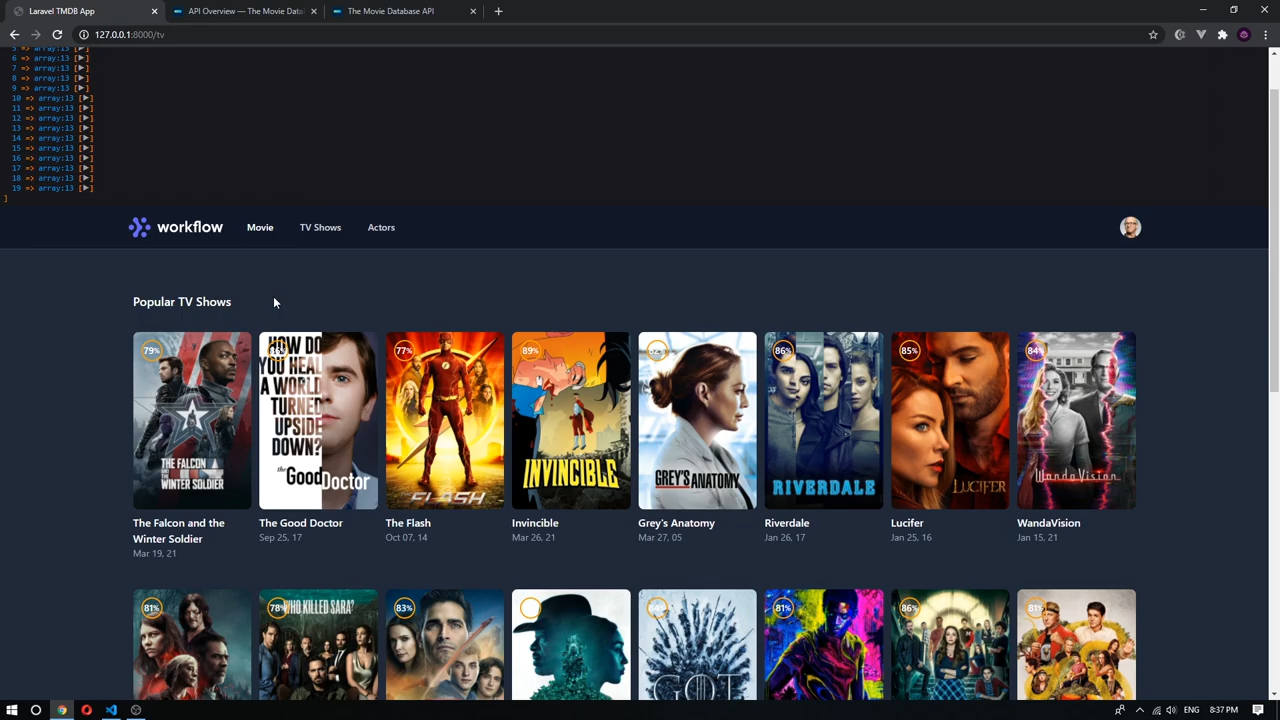 Laravel TMDB App
API Overview — The Movie Data
The Movie Database API
127.0.0.1:8000/tv
5 => array:13 [▶]
6 => array:13 [▶]
7 => array:13 [▶]
8 => array:13 [▶]
9 => array:13 [▶]
10 => array:13 [▶]
11 => array:13 [▶]
12 => array:13 [▶]
13 => array:13 [▶]
14 => array:13 [▶]
15 => array:13 [▶]
16 => array:13 [▶]
17 => array:13 [▶]
18 => array:13 [▶]
19 => array:13 [▶]
]
workflow Movie TV Shows Actors
Popular TV Shows
79%
THE FALCON
AND THE
WINTER SOLDIER
The Falcon and the
Winter Soldier
Mar 19, 21
HOW DO
YOU HEAL
A WORLD
TURNED
UPSIDE
DOWN?
the Good Doctor
The Good Doctor
Sep 25, 17
77%
FLASH
The Flash
Oct 07, 14
89%
INVINCIBLE
Invincible
Mar 26, 21
GREY'S ANATOMY
Grey's Anatomy
Mar 27, 05
86%
RIVERDALE
Riverdale
Jan 26, 17
85%
LUCIFER
Lucifer
Jan 25, 16
84%
WandaVision
WandaVision
Jan 15, 21
81%
78%
WHO KILLED SARA?
83%
GOT
81%
86%
81%
ENG 8:37 PM